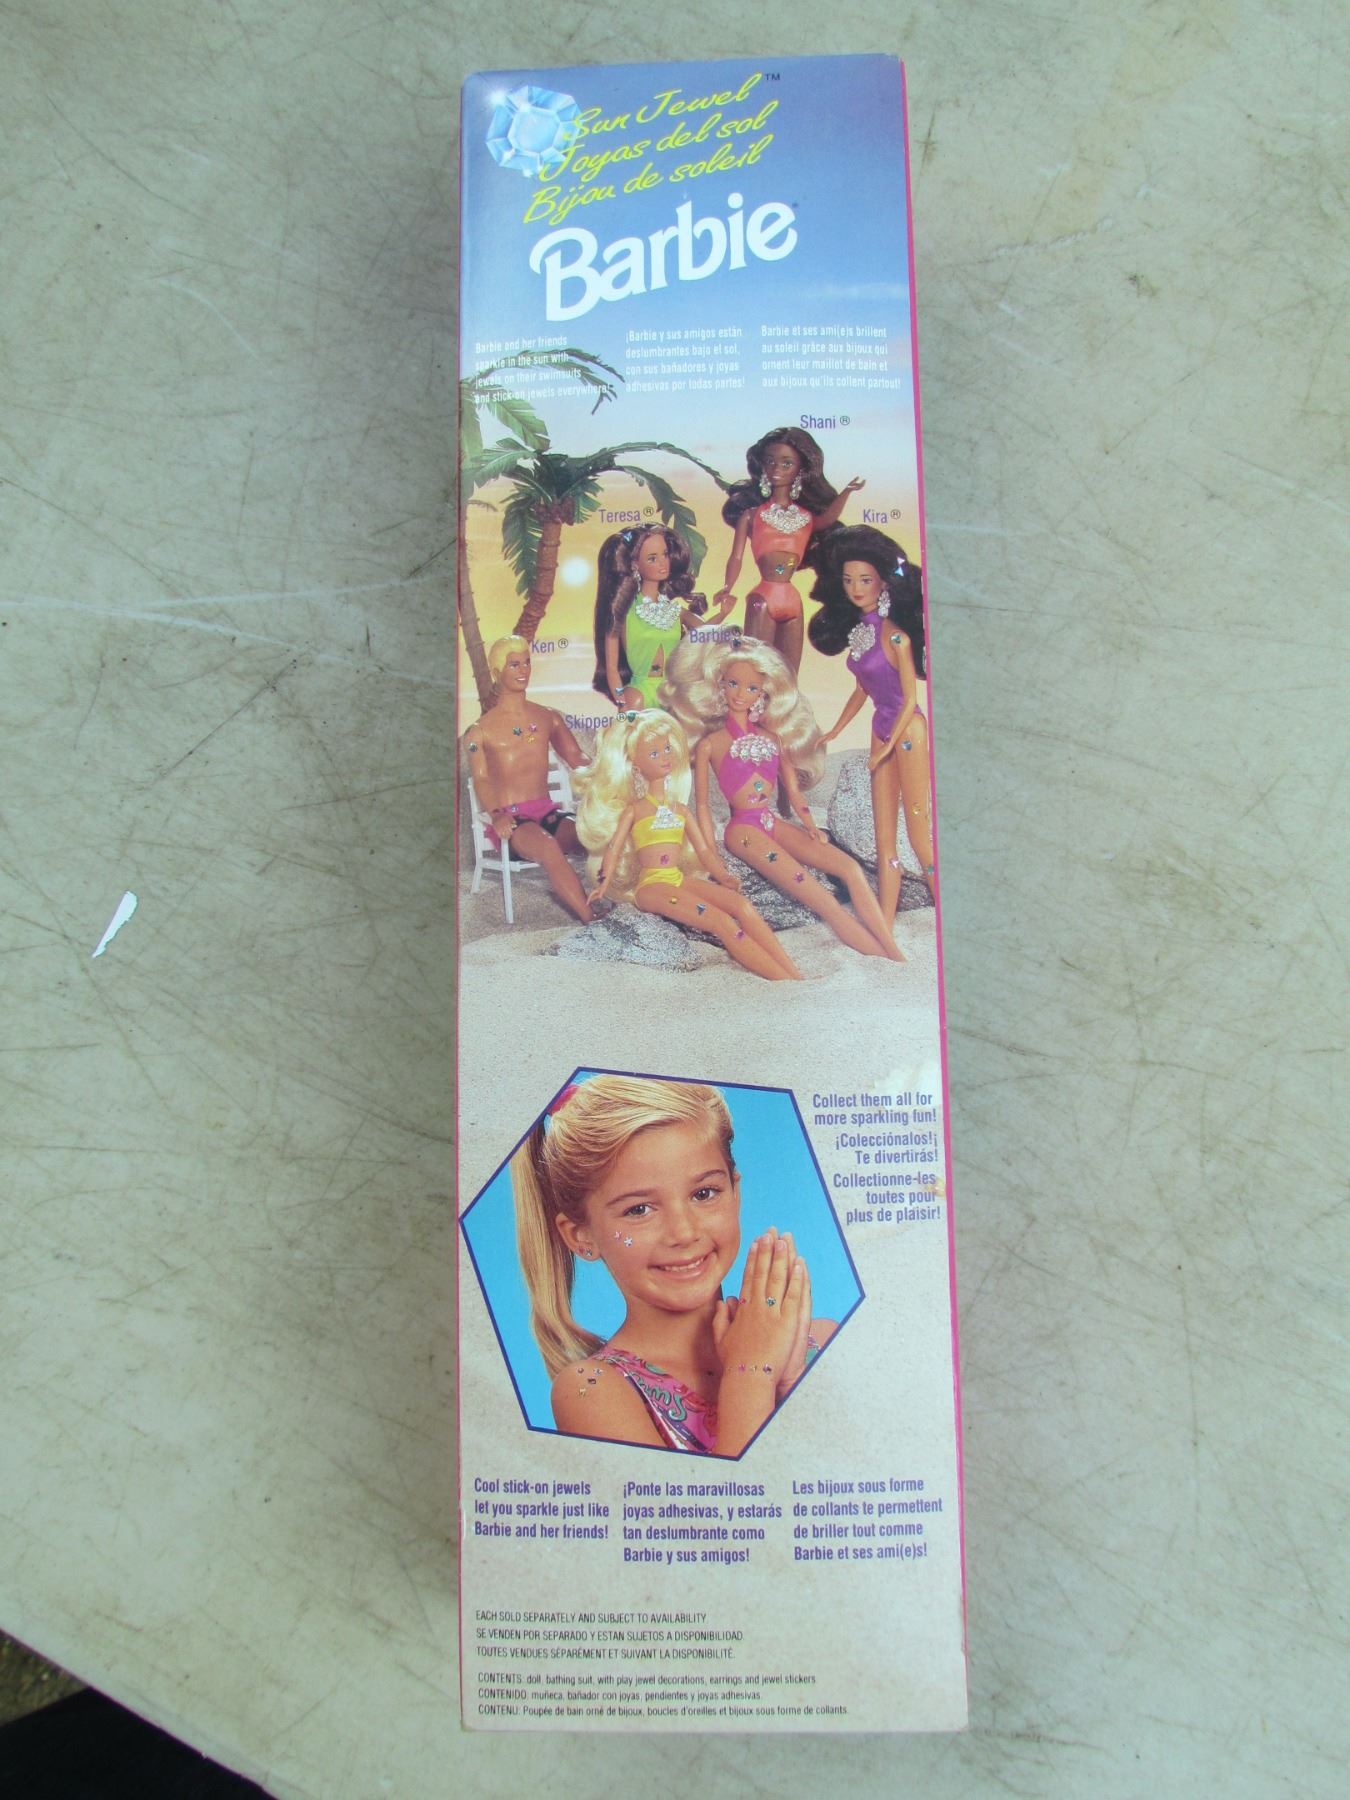 Sun Jewel™
Joyas del sol
Bijou de soleil
Barbie
Barbie and her friends
sparkle in the sun with
jewels on their swimsuits
and stick-on jewels everywhere!
¡Barbie y sus amigos están
deslumbrantes bajo el sol,
con sus bañadores y joyas
adhesivas por todas partes!
Barbie et ses ami(e)s brillent
au soleil grâce aux bijoux qui
ornent leur maillot de bain et
aux bijoux qu'ils collent partout!
Shani ®
Teresa ®
Kira ®
Ken ®
Barbie®
Skipper ®
Collect them all for
more sparkling fun!
¡Colecciónalos!¡
Te divertirás!
Collectionne-les
toutes pour
plus de plaisir!
Cool stick-on jewels
let you sparkle just like
Barbie and her friends!
¡Ponte las maravillosas
joyas adhesivas, y estarás
tan deslumbrante como
Barbie y sus amigos!
Les bijoux sous forme
de collants te permettent
de briller tout comme
Barbie et ses ami(e)s!
EACH SOLD SEPARATELY AND SUBJECT TO AVAILABILITY
SE VENDEN POR SEPARADO Y ESTAN SUJETOS A DISPONIBILIDAD.
TOUTES VENDUES SÉPARÉMENT ET SUIVANT LA DISPONIBILITÉ.
CONTENTS: doll, bathing suit, with play jewel decorations, earrings and jewel stickers.
CONTENIDO: muñeca, bañador con joyas, pendientes y joyas adhesivas.
CONTENU: Poupée de bain orné de bijoux, boucles d'oreilles et bijoux sous forme de collants.